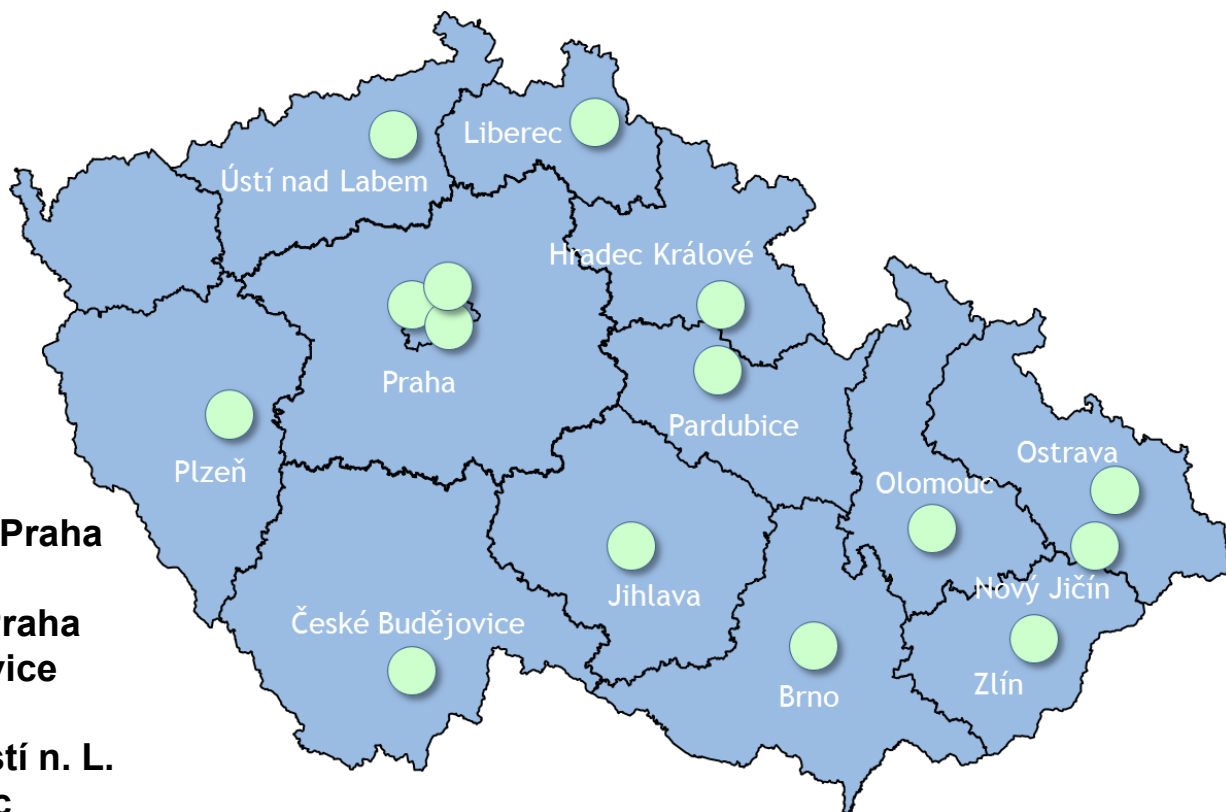 Liberec
Ústí nad Labem
Hradec Králové
Praha
Pardubice
Plzeň
Ostrava
Olomouc
Praha
Nový Jičín
Jihlava
České Budějovice
Praha
vice
Zlín
Brno
stí n. L.
c